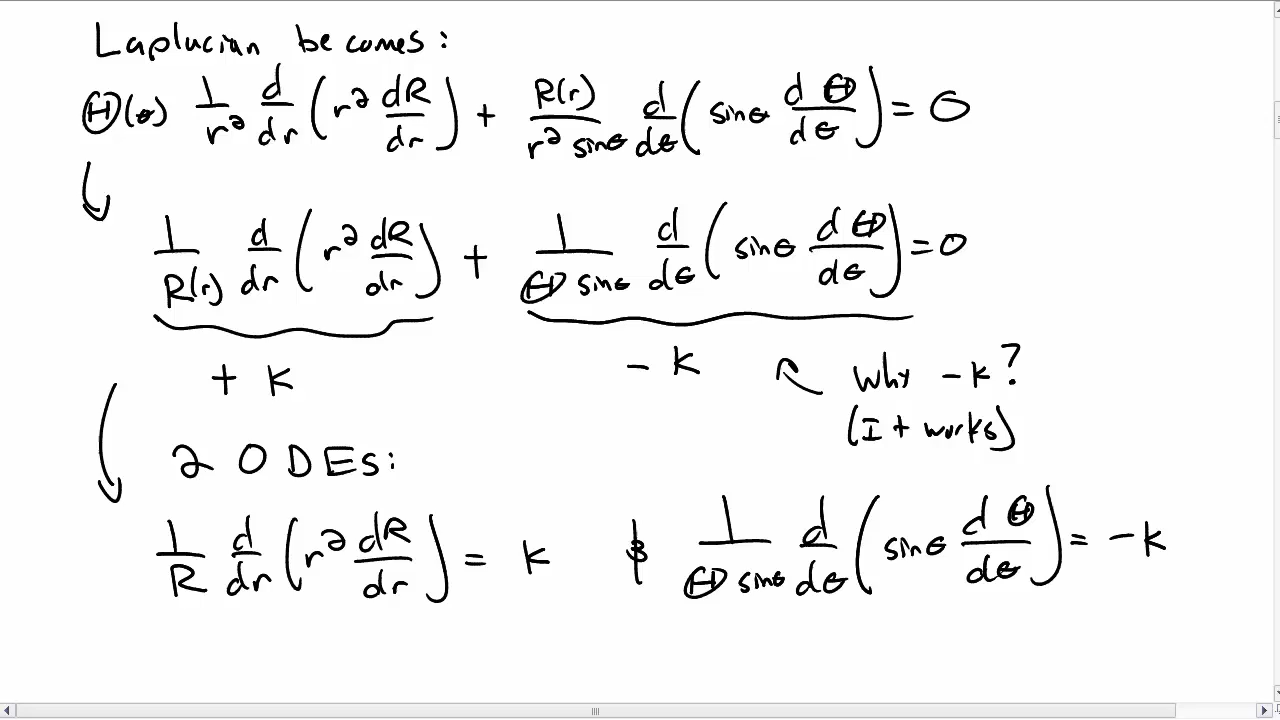 Laplucian becomes:
Θ(θ) 1/r² d/dr (r² dR/dr) + R(r)/(r² sinθ) d/dθ (sinθ dΘ/dθ) = 0
1/R(r) d/dr (r² dR/dr) + 1/(Θ sinθ) d/dθ (sinθ dΘ/dθ) = 0
+ K - K Why - K?
(It works)
2 ODEs:
1/R d/dr (r² dR/dr) = K & 1/(Θ sinθ) d/dθ (sinθ dΘ/dθ) = - K